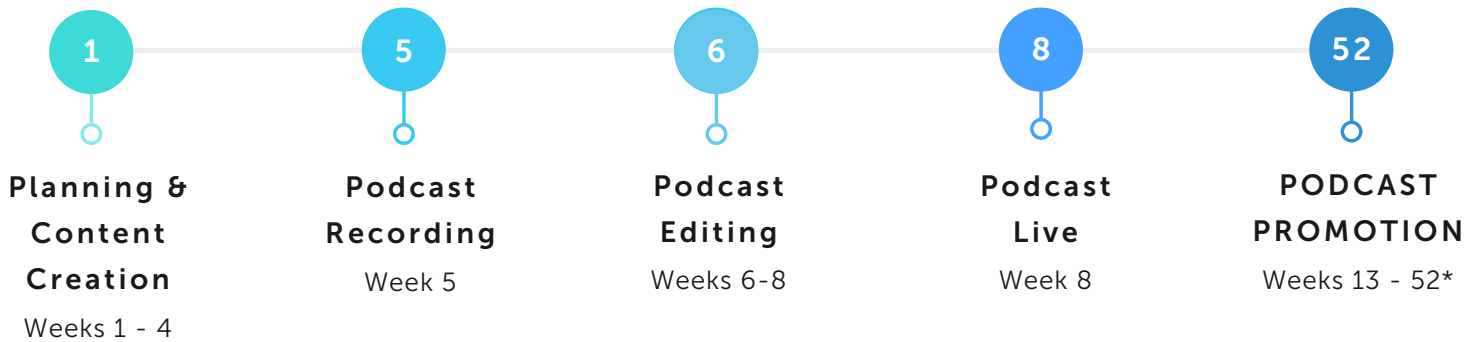 1
5
6
8
52
Planning &
Content
Creation
Weeks 1 - 4
Podcast
Recording
Week 5
Podcast
Editing
Weeks 6-8
Podcast
Live
Week 8
PODCAST
PROMOTION
Weeks 13 - 52*